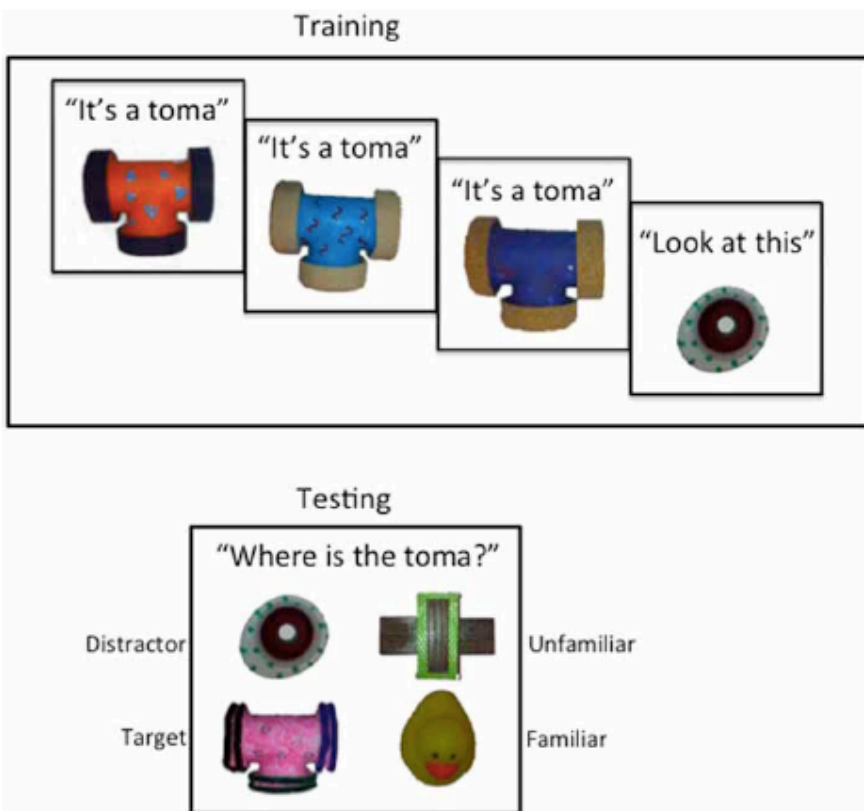 Training
“It’s a toma”
“It’s a toma”
“It’s a toma”
“Look at this”
Testing
“Where is the toma?”
Distractor
Unfamiliar
Target
Familiar